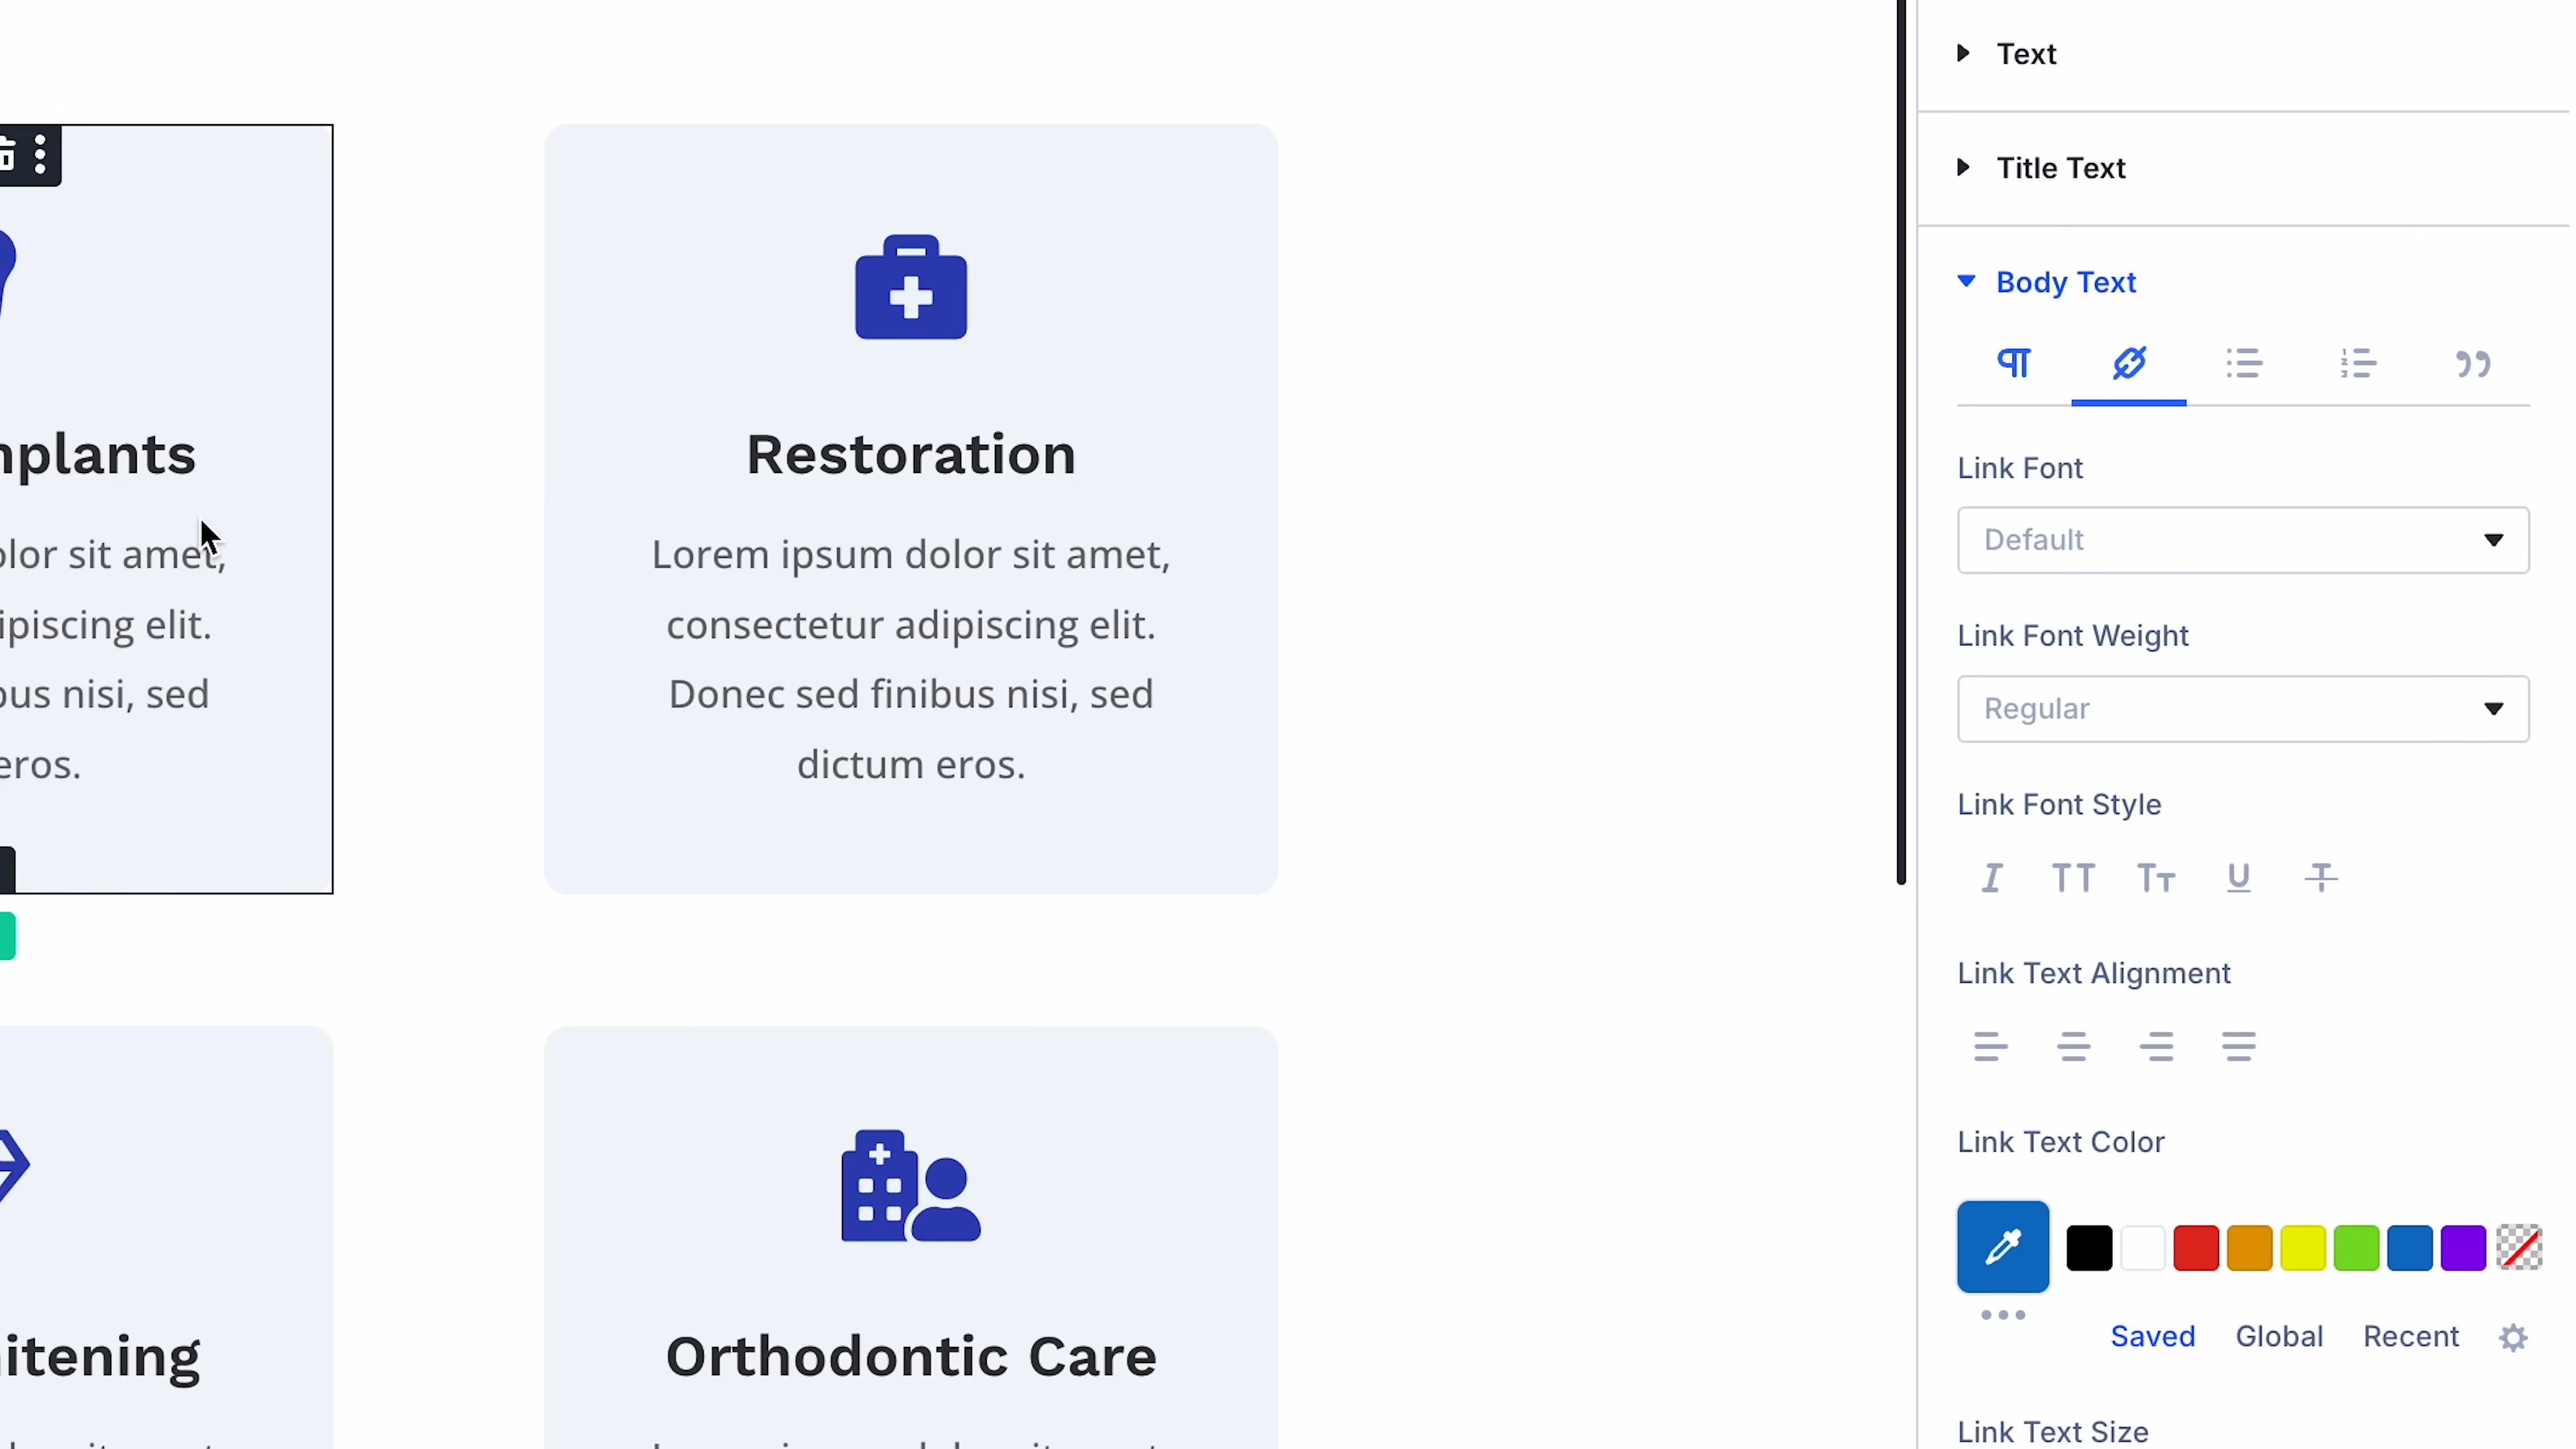 mplants
olor sit amet,
ipiscing elit.
bus nisi, sed
eros.
Restoration
Lorem ipsum dolor sit amet,
consectetur adipiscing elit.
Donec sed finibus nisi, sed
dictum eros.
itening
Orthodontic Care
Text
Title Text
Body Text
Link Font
Default
Link Font Weight
Regular
Link Font Style
Link Text Alignment
Link Text Color
Saved Global Recent
Link Text Size